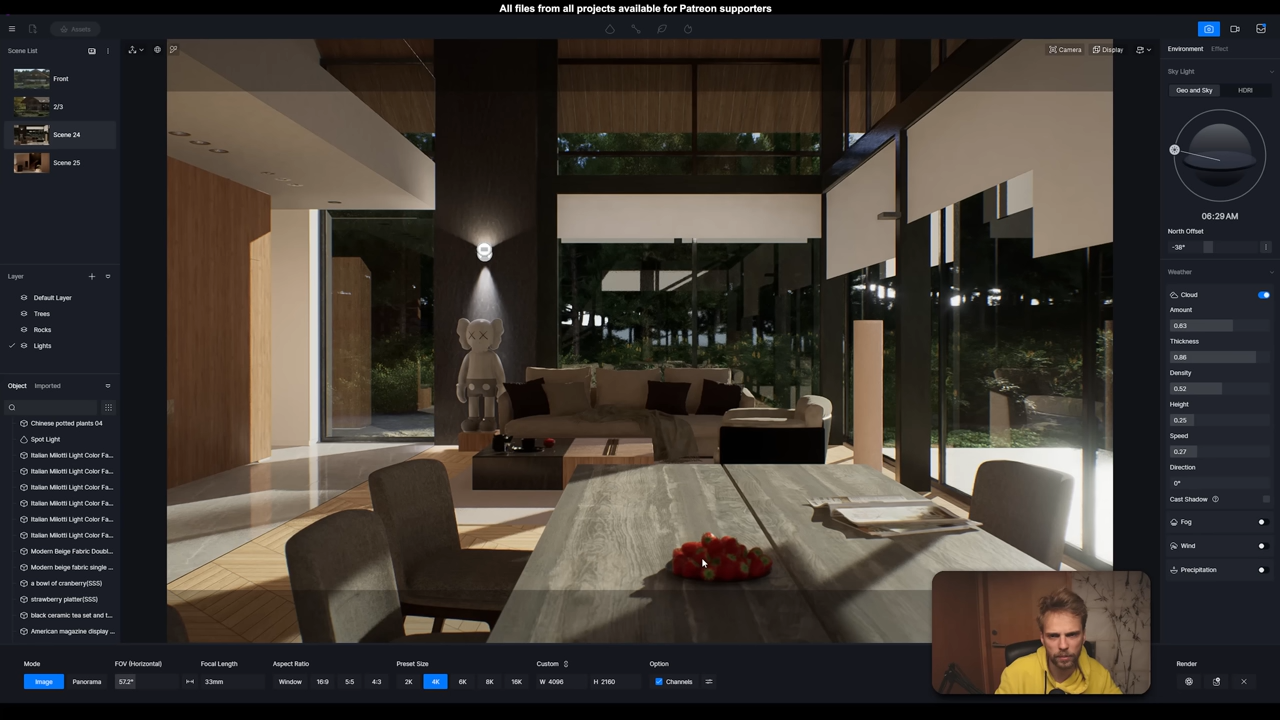 All files from all projects available for Patreon supporters
Assets
Scene List
Front
2/3
Scene 24
Scene 25
Layer
Default Layer
Trees
Rocks
Lights
Object Imported
Chinese potted plants 04
Spot Light
Italian Milotti Light Color Fa...
Italian Milotti Light Color Fa...
Italian Milotti Light Color Fa...
Italian Milotti Light Color Fa...
Italian Milotti Light Color Fa...
Italian Milotti Light Color Fa...
Modern Beige Fabric Doubl...
Modern beige fabric single ...
a bowl of cranberry(SSS)
strawberry platter(SSS)
black ceramic tea set and t...
American magazine display ...
Camera Display
Environment Effect
Sky Light
Geo and Sky HDRI
06:29 AM
North Offset
-38°
Weather
Cloud
Amount
0.63
Thickness
0.86
Density
0.52
Height
0.25
Speed
0.27
Direction
0°
Cast Shadow
Fog
Wind
Precipitation
Mode FOV (Horizontal) Focal Length Aspect Ratio Preset Size Custom Option Render
Image Panorama 57.2° 33mm Window 16:9 5:5 4:3 2K 4K 6K 8K 16K W 4096 H 2160 Channels